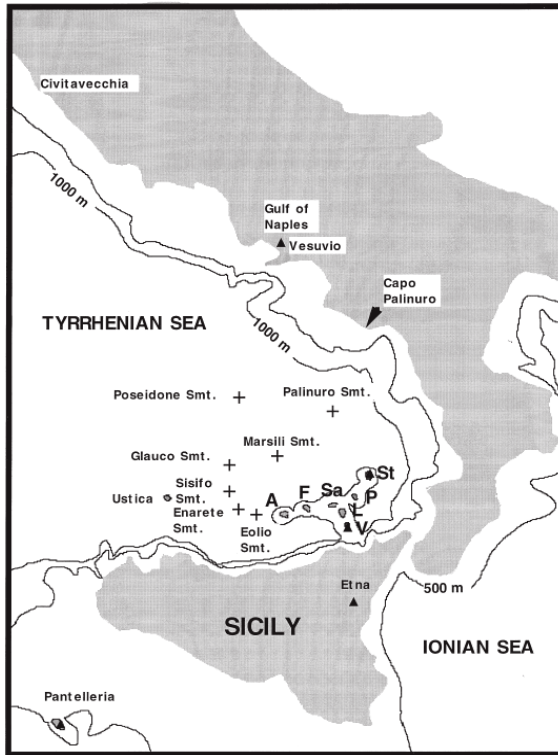 Civitavecchia
1000 m
Gulf of
Naples
Vesuvio
Capo
Palinuro
TYRRHENIAN SEA
1000 m
Poseidone Smt.
Palinuro Smt.
Marsili Smt.
Glauco Smt.
St
Sisifo
Smt.
Ustica
Enarete
Smt.
Eolio
Smt.
A
F
Sa
P
L
V
Etna
500 m
SICILY
IONIAN SEA
Pantelleria